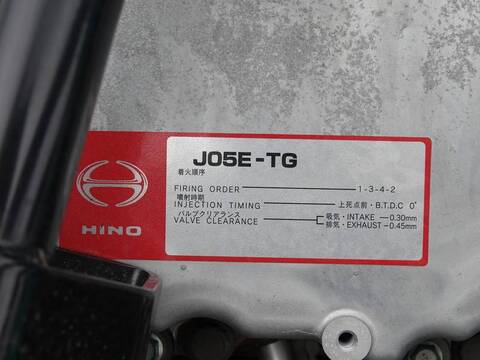 J05E-TG
着火順序
FIRING ORDER 1-3-4-2
噴射時期
INJECTION TIMING 上死点前・B.T.D.C 0°
バルブクリアランス
VALVE CLEARANCE 吸気・INTAKE 0.30mm
排気・EXHAUST 0.45mm
HINO